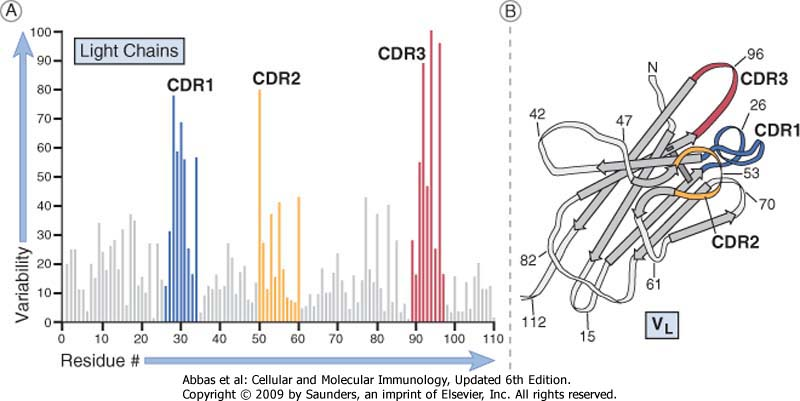 A
Light Chains
CDR1
CDR2
CDR3
Variability
100
90
80
70
60
50
40
30
20
10
0
0 10 20 30 40 50 60 70 80 90 100 110
Residue #
B
N
96
CDR3
26
CDR1
42
47
53
70
CDR2
82
61
112
15
VL
Abbas et al: Cellular and Molecular Immunology, Updated 6th Edition.
Copyright © 2009 by Saunders, an imprint of Elsevier, Inc. All rights reserved.